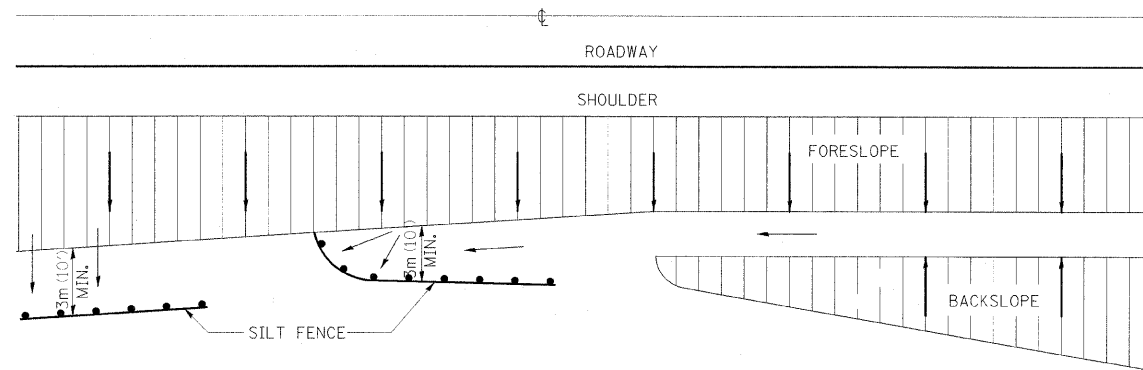 ℄
ROADWAY
SHOULDER
FORESLOPE
3m (10')
MIN.
3m (10')
MIN.
BACKSLOPE
SILT FENCE